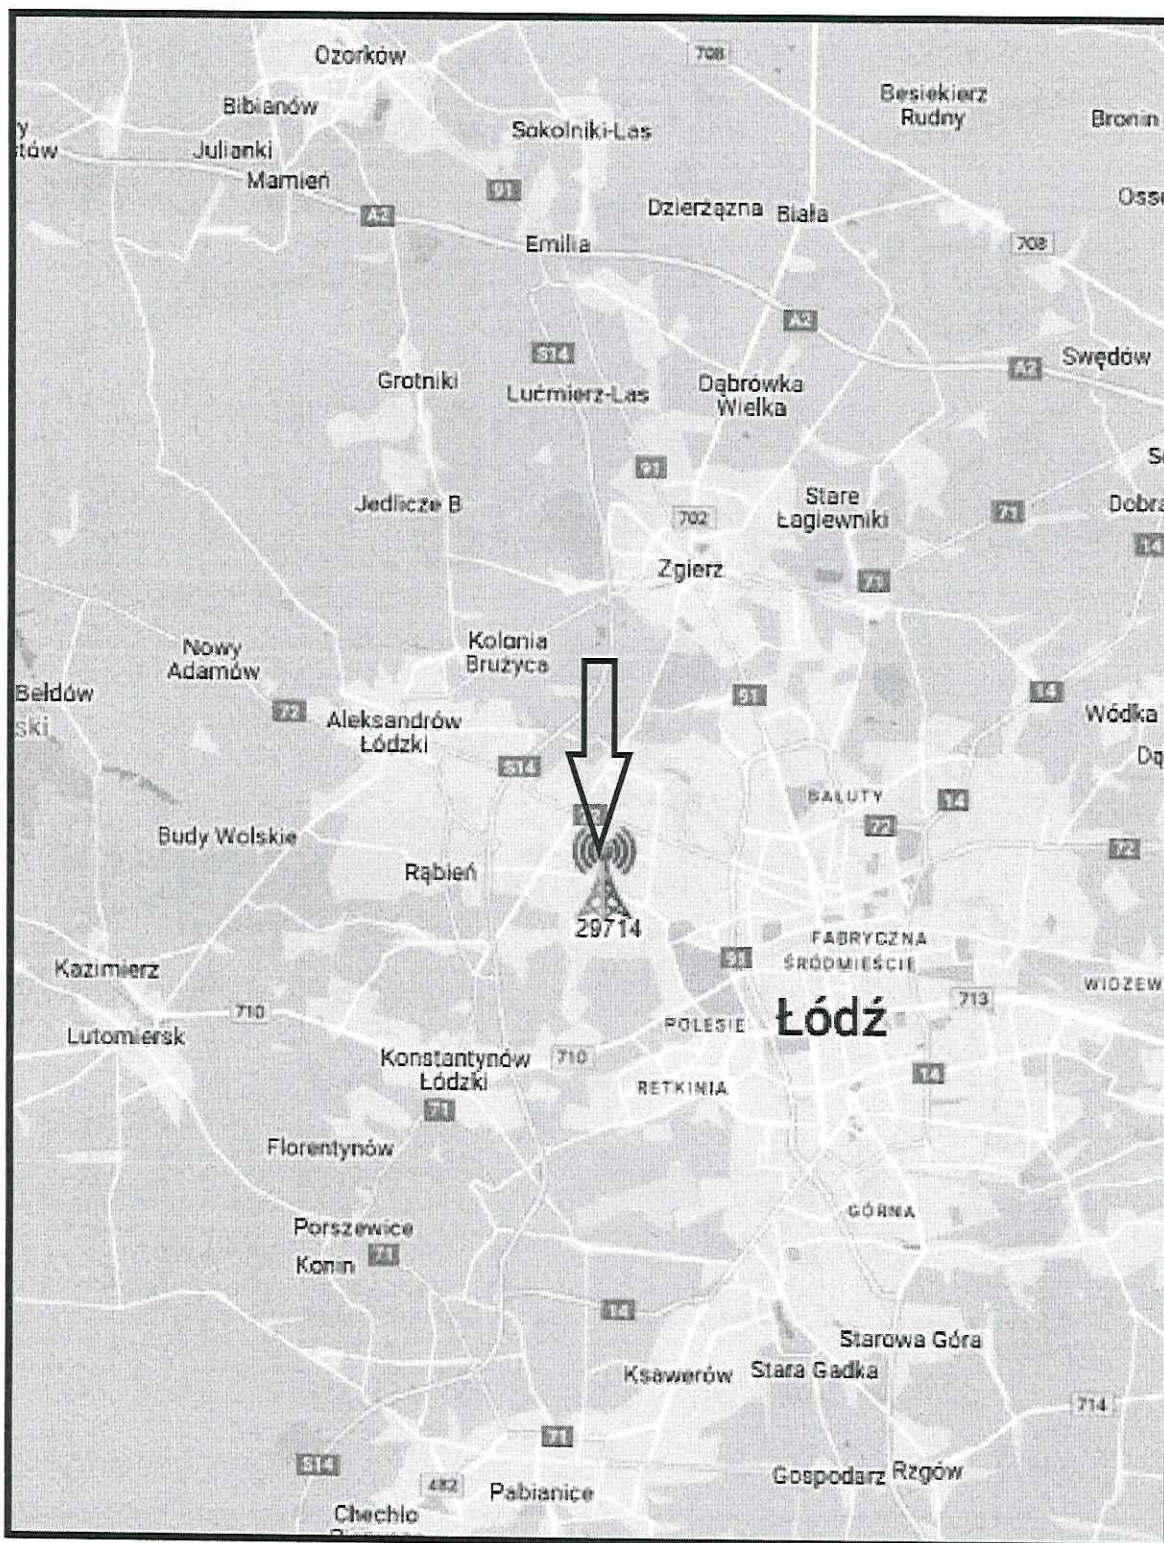 Ozorków
708
Besiekierz
Rudny
Bibianów
Bronin
Sokolniki-Las
Julianki
Mamień
91
A2
Dzierżązna
Biała
Emilia
708
A2
S14
Swędów
A2
Grotniki
Lućmierz-Las
Dąbrówka
Wielka
91
Jedlicze B
Stare
Łagiewniki
702
71
14
Zgierz
71
Kolonia
Brużyca
Nowy
Adamów
Bełdów
91
14
72
Aleksandrów
Łódzki
Wódka
S14
BAŁUTY
14
72
72
Budy Wolskie
Rąbień
29714
FABRYCZNA
ŚRÓDMIEŚCIE
Kazimierz
WIDZEW
710
713
Lutomiersk
POLESIE
Łódź
Konstantynów
Łódzki
710
14
RETKINIA
71
Florentynów
GÓRNA
Porszewice
71
Konin
14
Starowa Góra
Ksawerów
Stara Gadka
714
71
S14
482
Pabianice
Gospodarz
Rzgów
Chechło